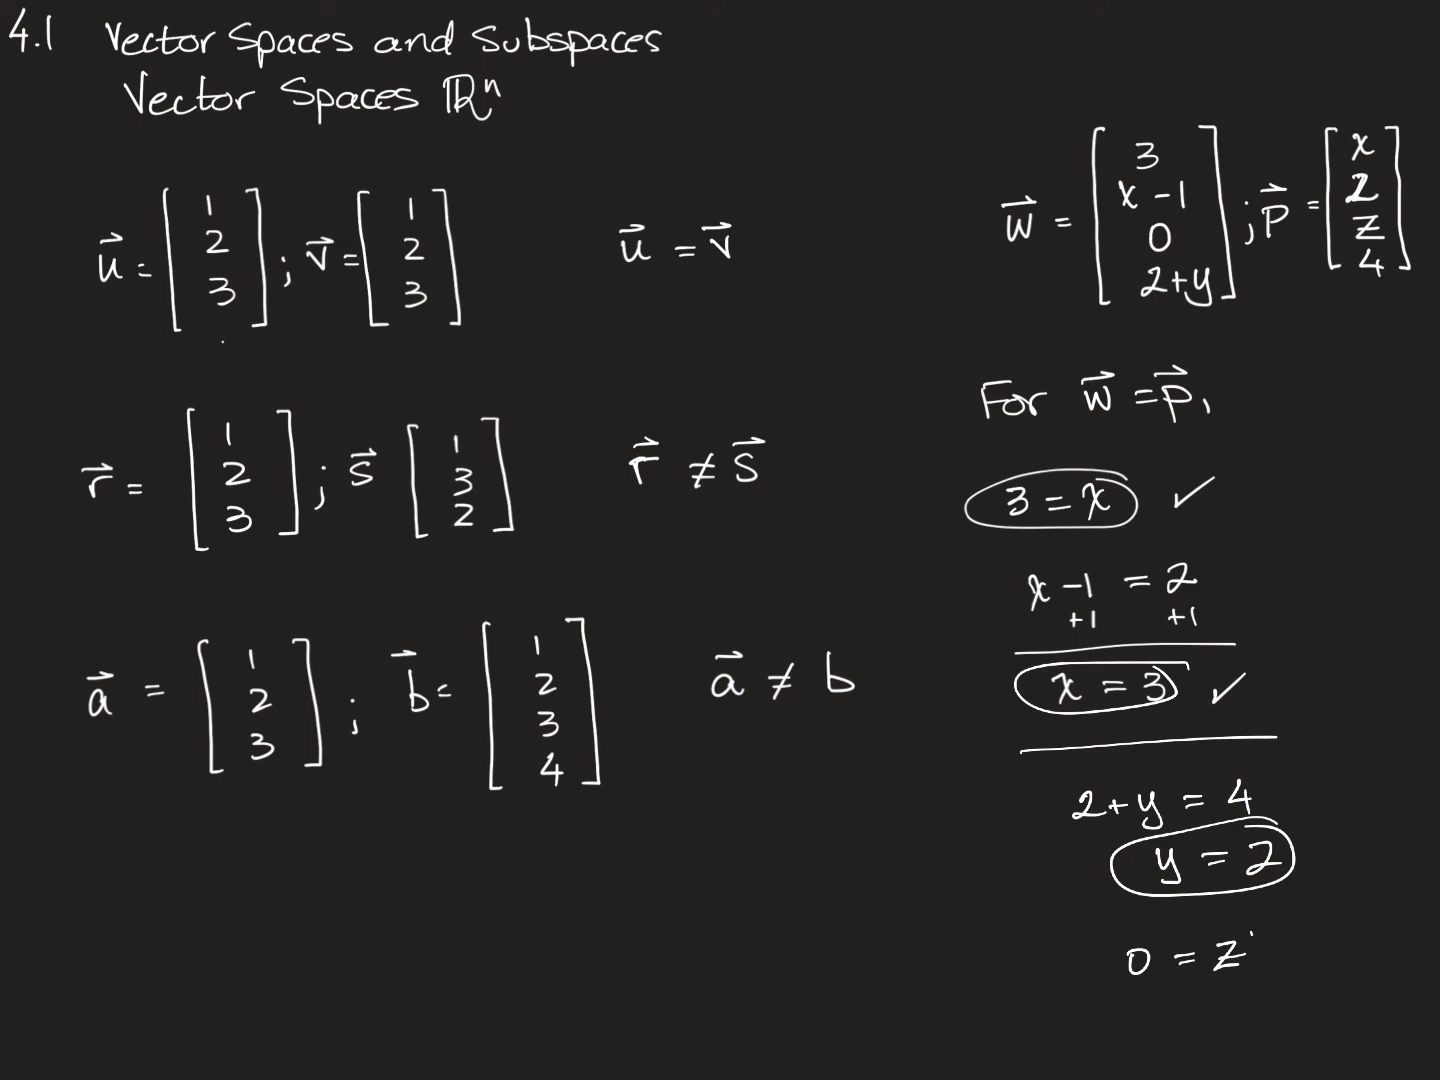 4.1 Vector Spaces and Subspaces
Vector Spaces ℝⁿ
u⃗ = [1 2 3] ; v⃗ = [1 2 3] u⃗ = v⃗
r⃗ = [1 2 3] ; s⃗ [1 3 2] r⃗ ≠ s⃗
a⃗ = [1 2 3] ; b⃗ = [1 2 3 4] a⃗ ≠ b
w⃗ = [3 x-1 0 2+y] ; p⃗ = [x 2 z 4]
For w⃗ = p⃗,
3 = x ✓
x - 1 = 2
+1 +1
x = 3 ✓
2+y = 4
y = 2
0 = z